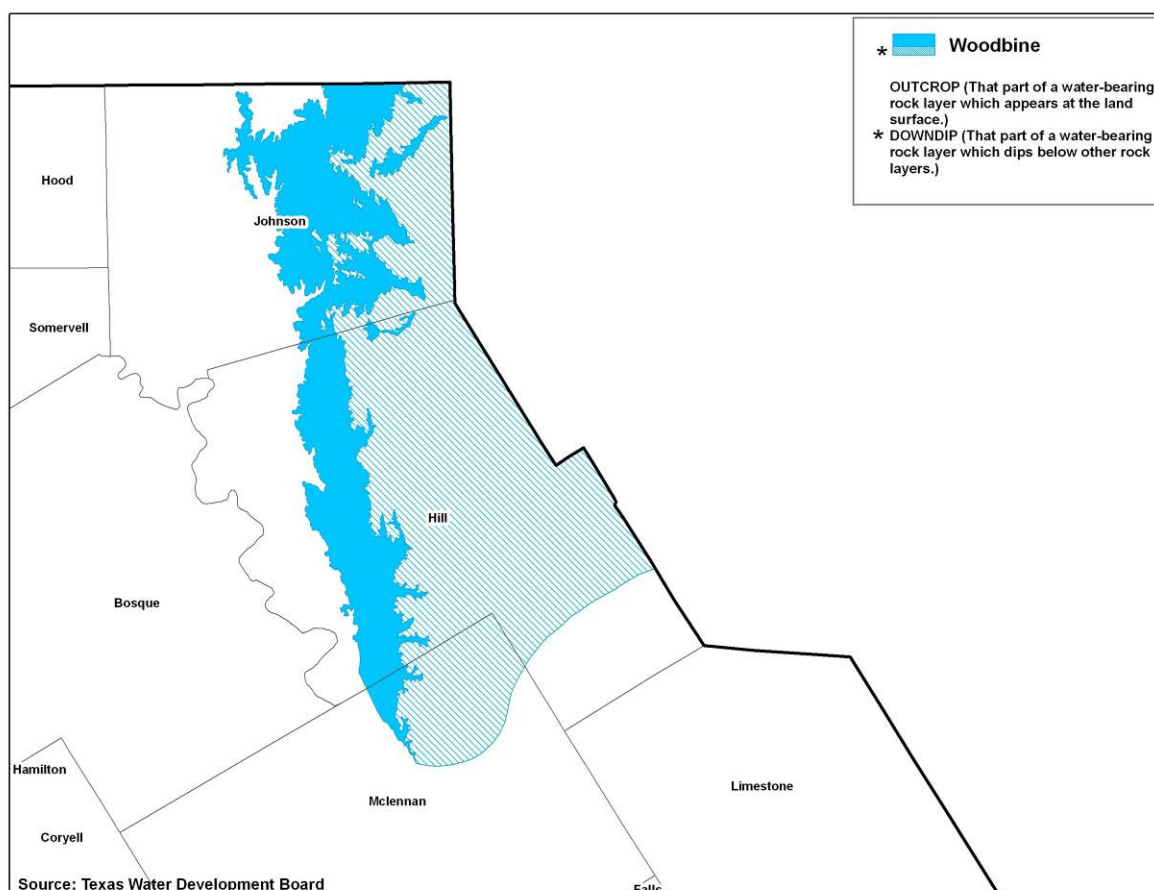 * Woodbine
OUTCROP (That part of a water-bearing
rock layer which appears at the land
surface.)
* DOWNDIP (That part of a water-bearing
rock layer which dips below other rock
layers.)
Hood
Johnson
Somervell
Hill
Bosque
Hamilton
Limestone
Mclennan
Coryell
Source: Texas Water Development Board
Falls